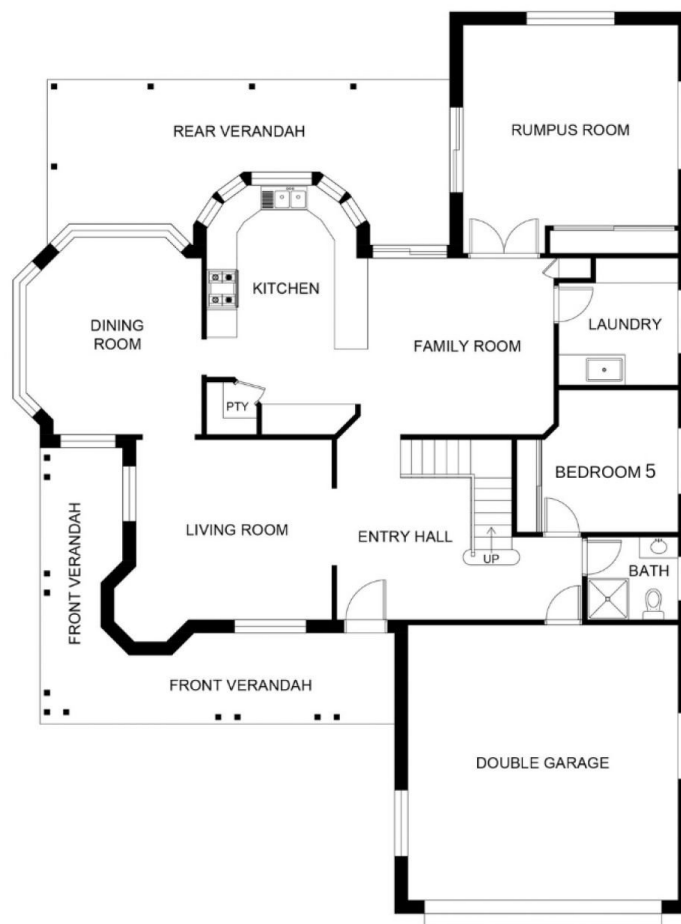 REAR VERANDAH
RUMPUS ROOM
KITCHEN
DINING
ROOM
FAMILY ROOM
LAUNDRY
PTY
BEDROOM 5
LIVING ROOM
ENTRY HALL
UP
BATH
FRONT VERANDAH
FRONT VERANDAH
DOUBLE GARAGE